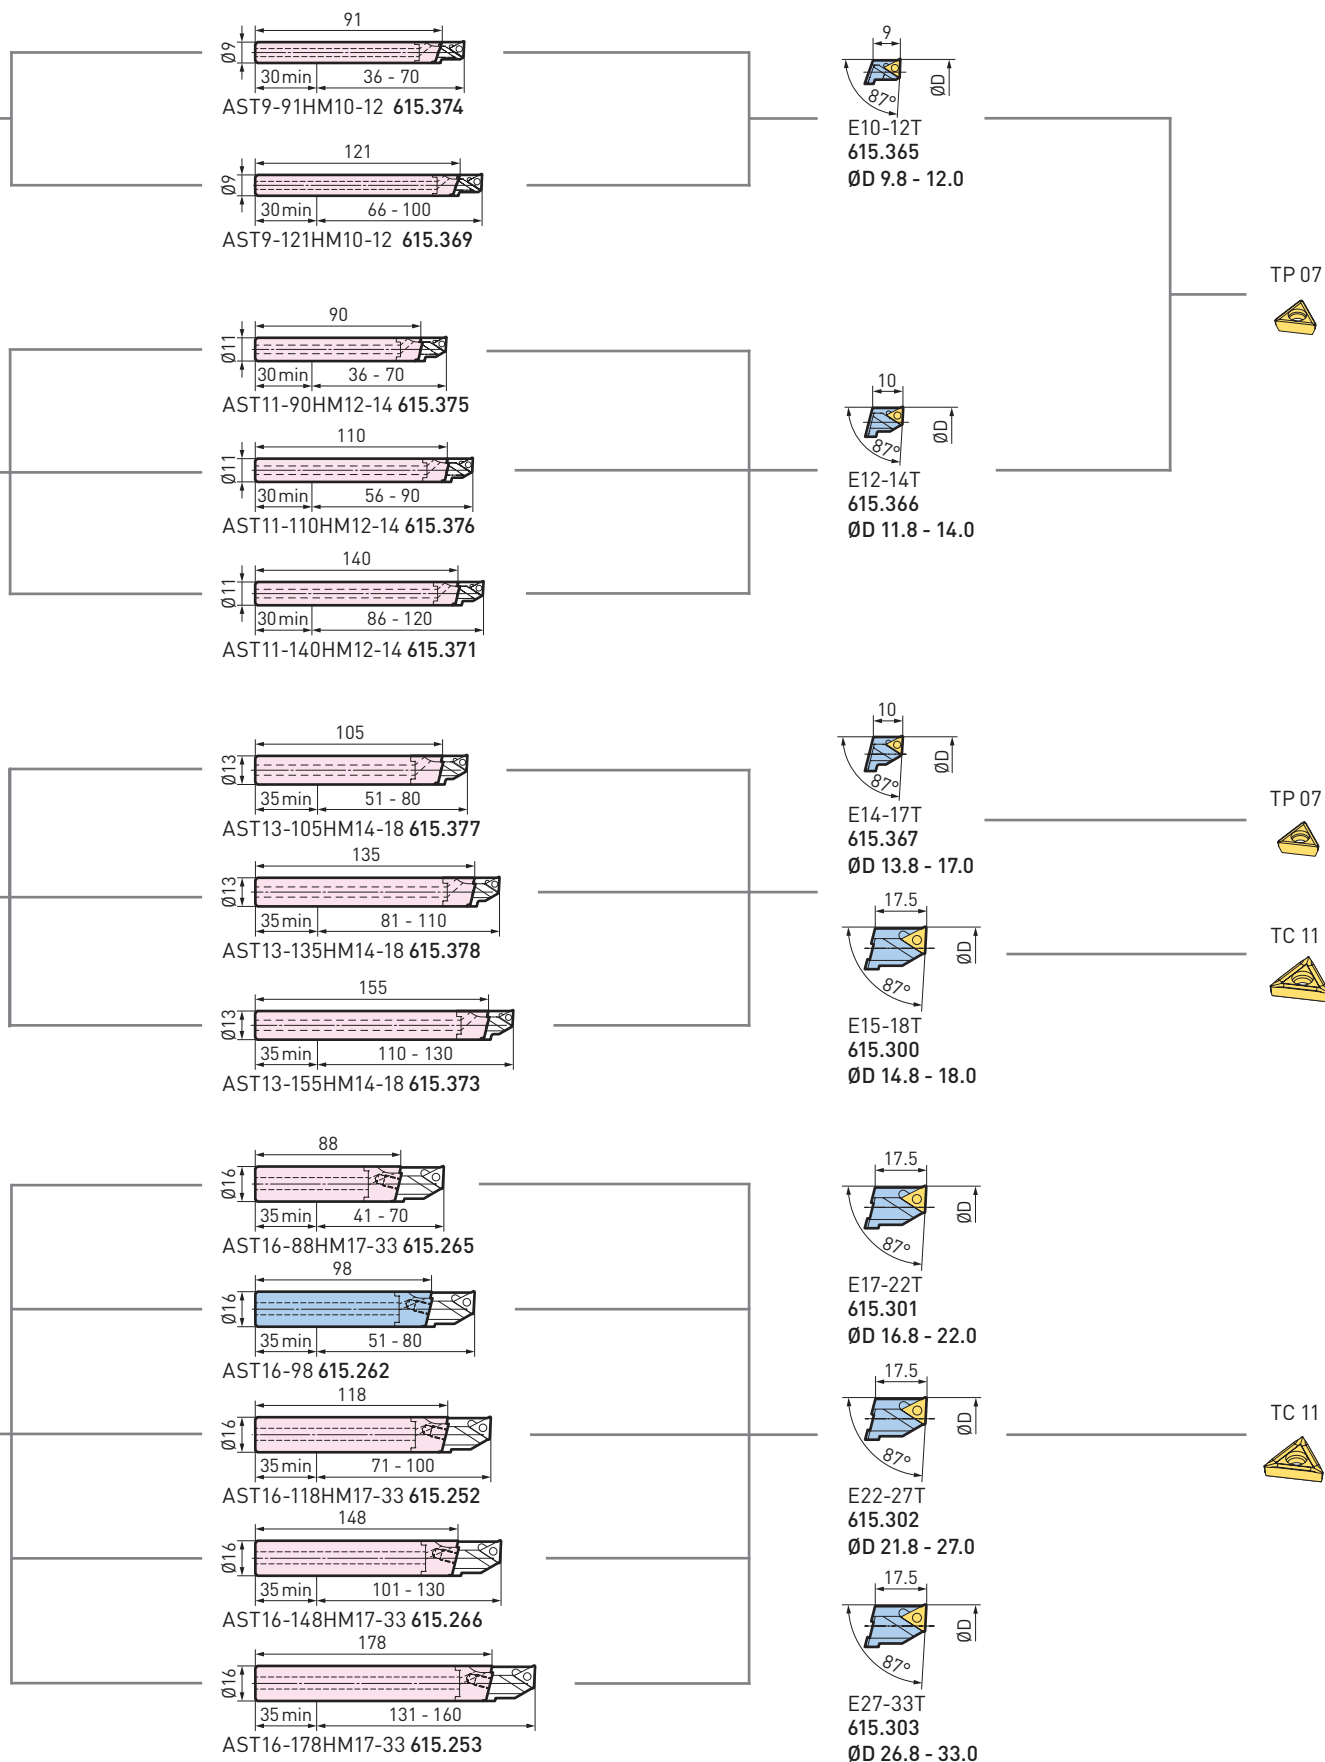 91
Ø9
30min 36 - 70
AST9-91HM10-12 615.374
121
Ø9
30min 66 - 100
AST9-121HM10-12 615.369
9
ØD
87°
E10-12T
615.365
ØD 9.8 - 12.0
TP 07
90
Ø11
30min 36 - 70
AST11-90HM12-14 615.375
110
Ø11
30min 56 - 90
AST11-110HM12-14 615.376
140
Ø11
30min 86 - 120
AST11-140HM12-14 615.371
10
ØD
87°
E12-14T
615.366
ØD 11.8 - 14.0
105
Ø13
35min 51 - 80
AST13-105HM14-18 615.377
135
Ø13
35min 81 - 110
AST13-135HM14-18 615.378
155
Ø13
35min 110 - 130
AST13-155HM14-18 615.373
10
ØD
87°
E14-17T
615.367
ØD 13.8 - 17.0
TP 07
17.5
ØD
87°
E15-18T
615.300
ØD 14.8 - 18.0
TC 11
88
Ø16
35min 41 - 70
AST16-88HM17-33 615.265
98
Ø16
35min 51 - 80
AST16-98 615.262
118
Ø16
35min 71 - 100
AST16-118HM17-33 615.252
148
Ø16
35min 101 - 130
AST16-148HM17-33 615.266
178
Ø16
35min 131 - 160
AST16-178HM17-33 615.253
17.5
ØD
87°
E17-22T
615.301
ØD 16.8 - 22.0
17.5
ØD
87°
E22-27T
615.302
ØD 21.8 - 27.0
17.5
ØD
87°
E27-33T
615.303
ØD 26.8 - 33.0
TC 11